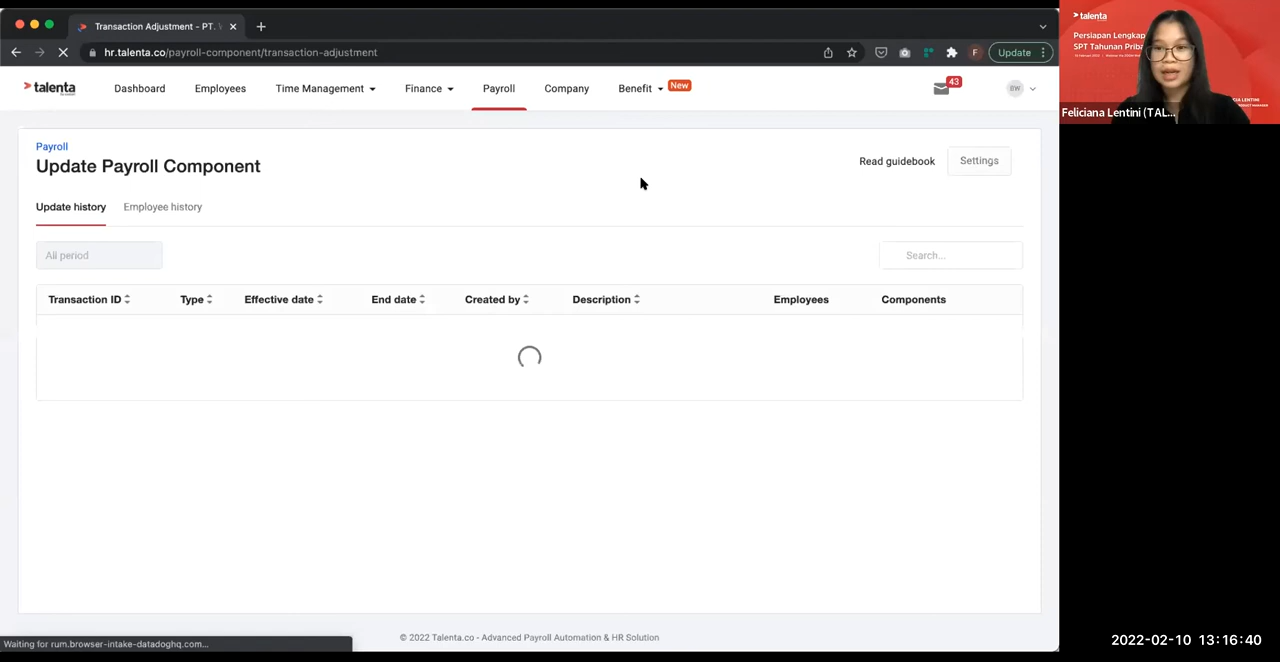 Transaction Adjustment - PT.
hr.talenta.co/payroll-component/transaction-adjustment
F
Update
talenta
Dashboard
Employees
Time Management
Finance
Payroll
Company
Benefit
New
43
BW
Payroll
Update Payroll Component
Read guidebook
Settings
Update history
Employee history
All period
Search...
Transaction ID
Type
Effective date
End date
Created by
Description
Employees
Components
Waiting for rum.browser-intake-datadoghq.com...
© 2022 Talenta.co - Advanced Payroll Automation & HR Solution
talenta
Persiapan Lengkap
SPT Tahunan Priba
Feliciana Lentini (TAL...
2022-02-10 13:16:40